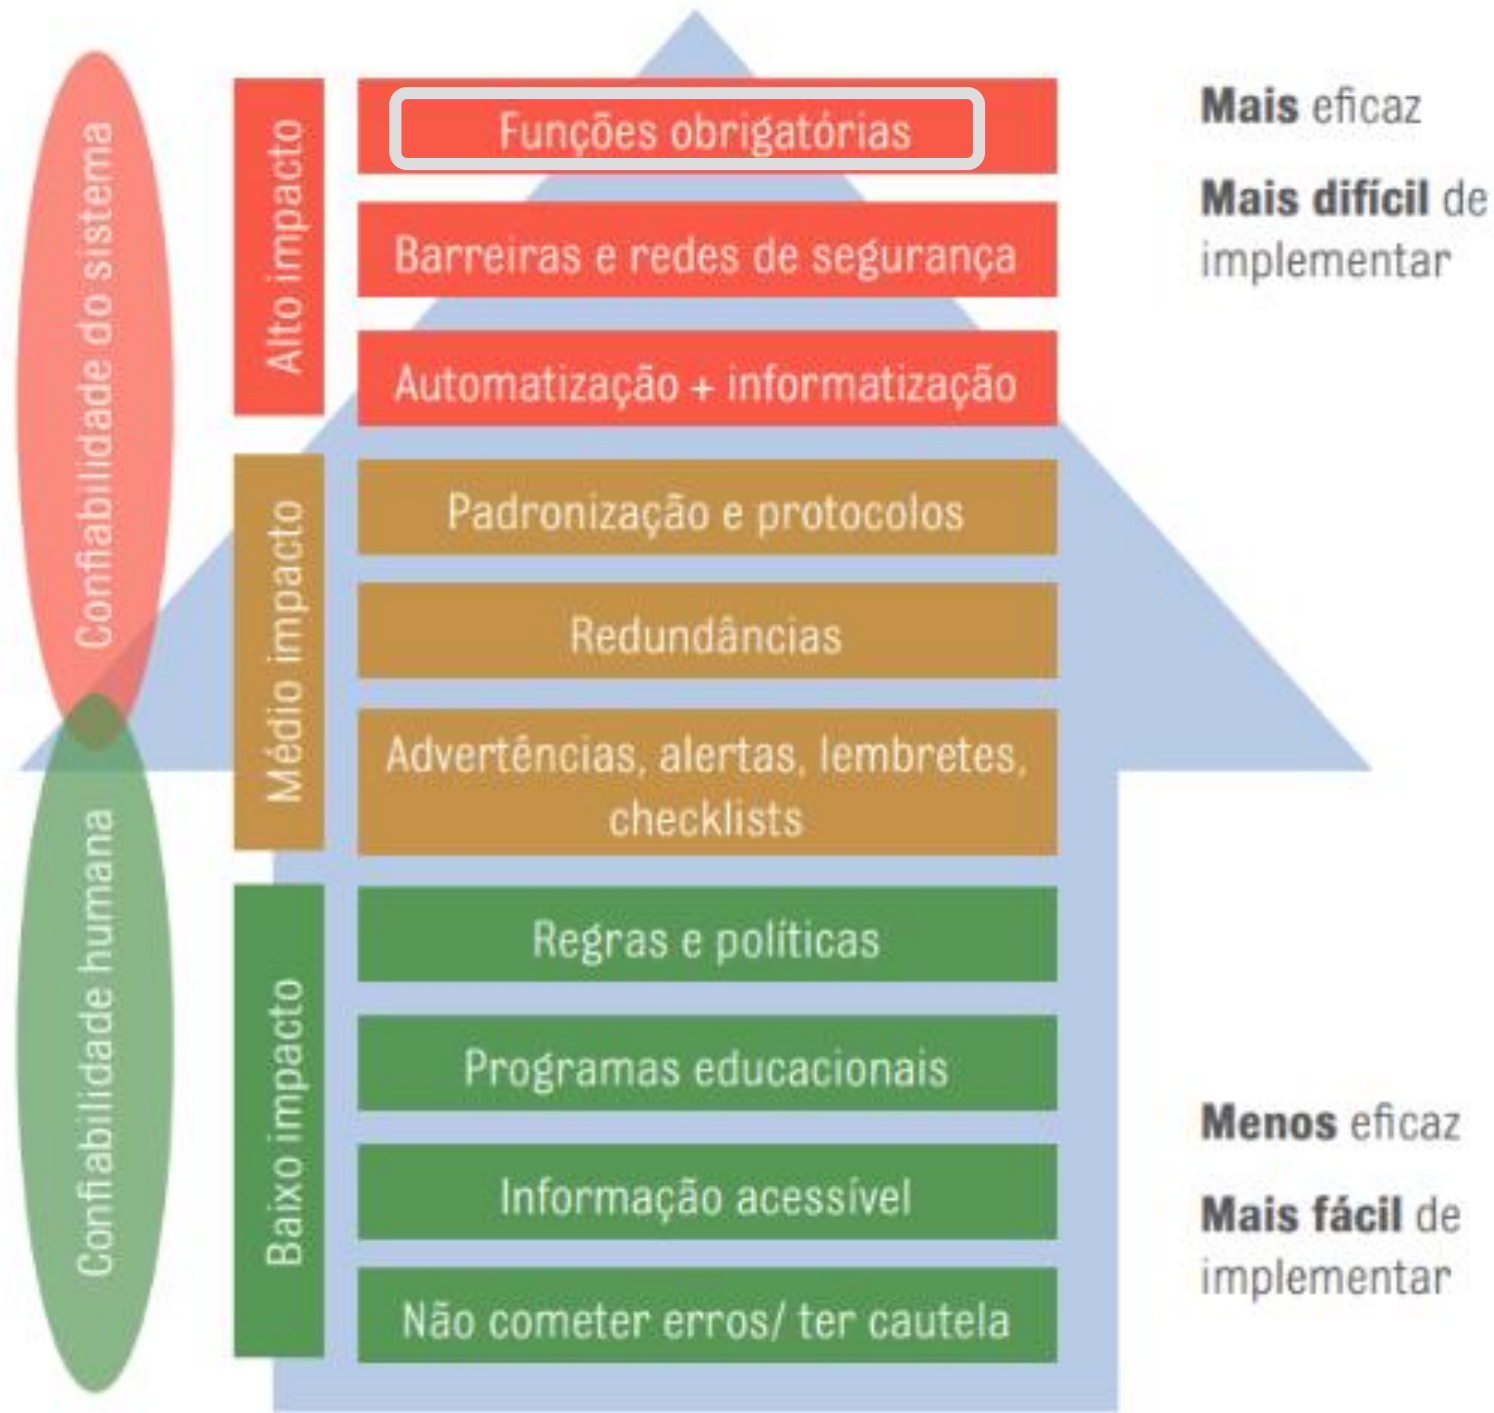 Confiabilidade do sistema
Confiabilidade humana
Alto impacto
Funções obrigatórias
Barreiras e redes de segurança
Automatização + informatização
Médio impacto
Padronização e protocolos
Redundâncias
Advertências, alertas, lembretes,
checklists
Baixo impacto
Regras e políticas
Programas educacionais
Informação acessível
Não cometer erros/ ter cautela
Mais eficaz
Mais difícil de
implementar
Menos eficaz
Mais fácil de
implementar